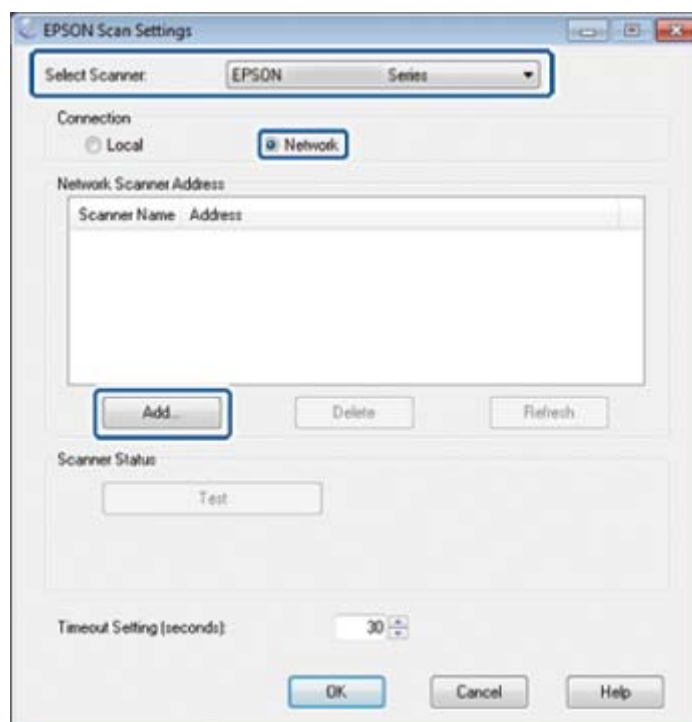 EPSON Scan Settings
Select Scanner: EPSON Series
Connection
Local Network
Network Scanner Address
Scanner Name Address
Add... Delete Refresh
Scanner Status
Test
Timeout Setting (seconds): 30
OK Cancel Help